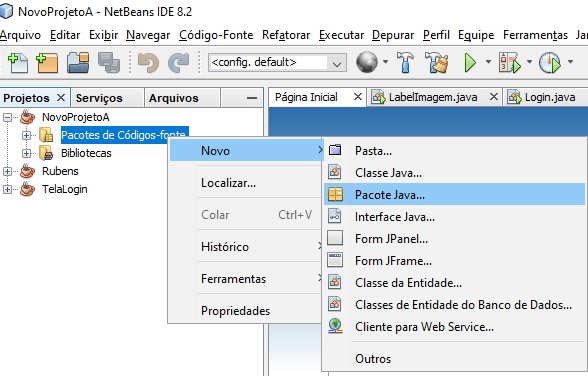 NovoProjetoA - NetBeans IDE 8.2
Arquivo Editar Exibir Navegar Código-Fonte Refatorar Executar Depurar Perfil Equipe Ferramentas Jar
<config. default>
Projetos Serviços Arquivos
Página Inicial LabelImagem.java Login.java
NovoProjetoA
Pacotes de Códigos-fonte
Bibliotecas
Rubens
TelaLogin
Novo
Localizar...
Colar Ctrl+V
Histórico
Ferramentas
Propriedades
Pasta...
Classe Java...
Pacote Java...
Interface Java...
Form JPanel...
Form JFrame...
Classe da Entidade...
Classes de Entidade do Banco de Dados...
Cliente para Web Service...
Outros